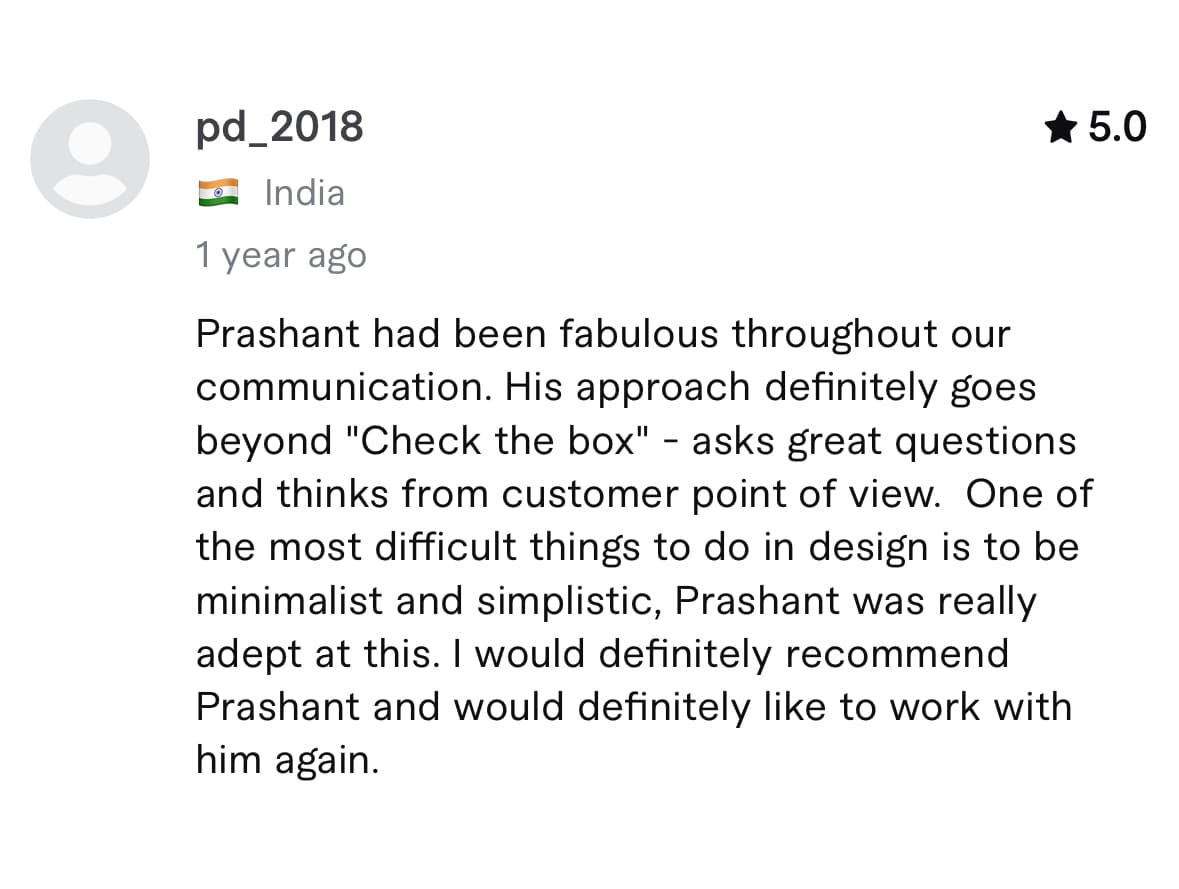 pd_2018
★ 5.0
🇮🇳 India
1 year ago
Prashant had been fabulous throughout our
communication. His approach definitely goes
beyond "Check the box" - asks great questions
and thinks from customer point of view.  One of
the most difficult things to do in design is to be
minimalist and simplistic, Prashant was really
adept at this. I would definitely recommend
Prashant and would definitely like to work with
him again.